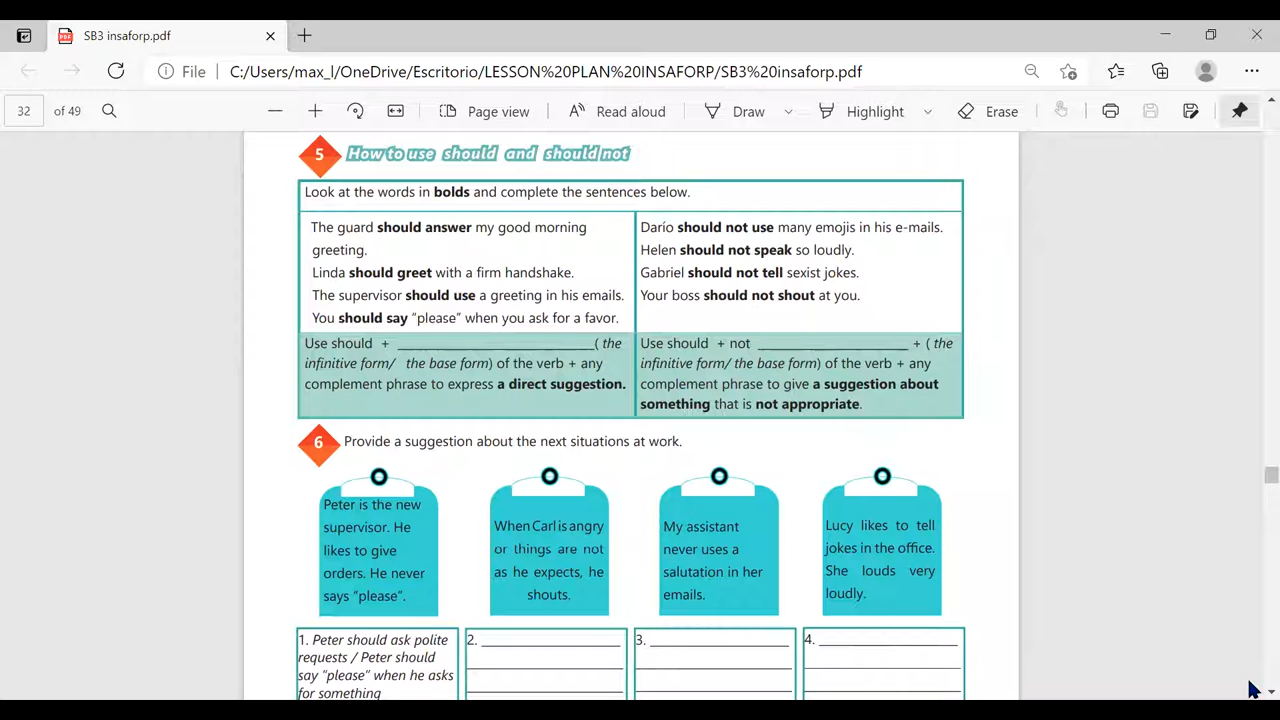 SB3 insaforp.pdf
File
C:/Users/max_l/OneDrive/Escritorio/LESSON%20PLAN%20INSAFORP/SB3%20insaforp.pdf
32 of 49
Page view
Read aloud
Draw
Highlight
Erase
5 How to use should and should not
Look at the words in bolds and complete the sentences below.
The guard should answer my good morning
greeting.
Linda should greet with a firm handshake.
The supervisor should use a greeting in his emails.
You should say "please" when you ask for a favor.
Darío should not use many emojis in his e-mails.
Helen should not speak so loudly.
Gabriel should not tell sexist jokes.
Your boss should not shout at you.
Use should + _________________________( the
infinitive form/ the base form) of the verb + any
complement phrase to express a direct suggestion.
Use should + not ___________________ + ( the
infinitive form/ the base form) of the verb + any
complement phrase to give a suggestion about
something that is not appropriate.
6 Provide a suggestion about the next situations at work.
Peter is the new
supervisor. He
likes to give
orders. He never
says "please".
When Carl is angry
or things are not
as he expects, he
shouts.
My assistant
never uses a
salutation in her
emails.
Lucy likes to tell
jokes in the office.
She louds very
loudly.
1. Peter should ask polite
requests / Peter should
say "please" when he asks
for something
2. __________________
3. __________________
4. __________________